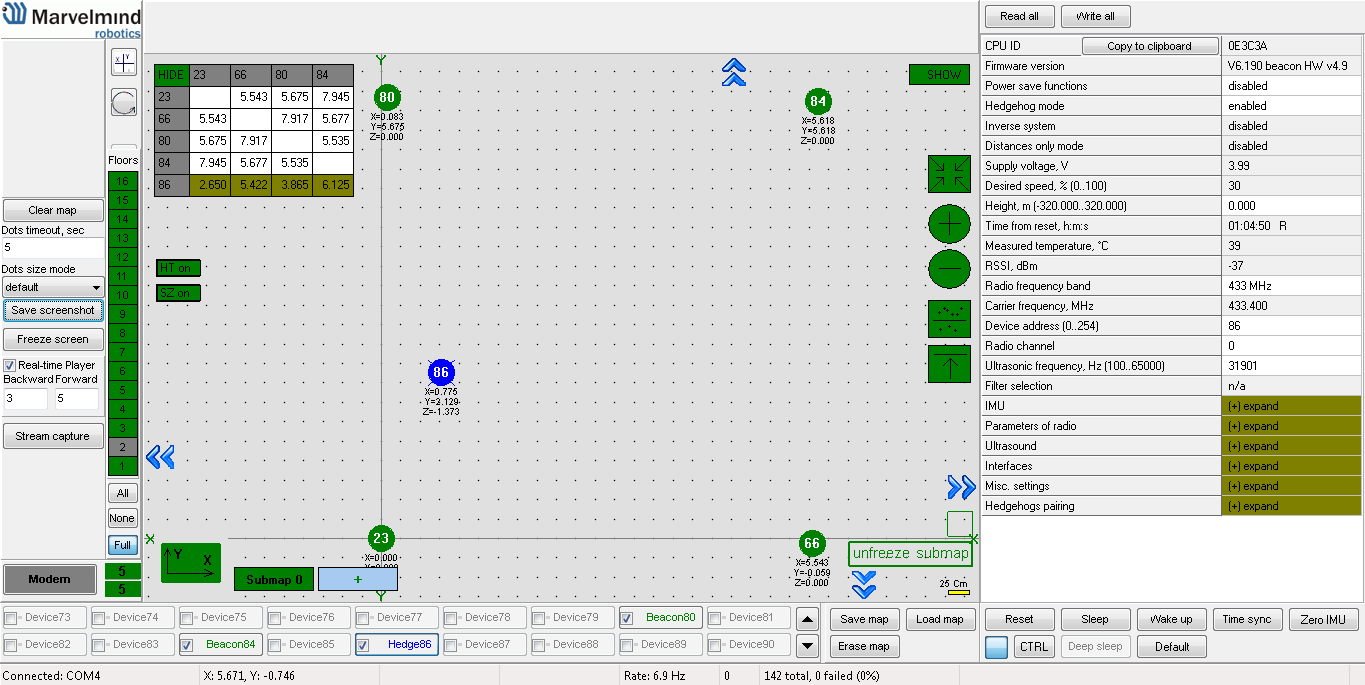 Marvelmind
robotics
Read all
Write all
HIDE 23 66 80 84
23 5.543 5.675 7.945
66 5.543 7.917 5.677
80 5.675 7.917 5.535
84 7.945 5.677 5.535
86 2.650 5.422 3.865 6.125
Y
80
X=0.083
Y=5.675
Z=0.000
84
X=5.618
Y=5.618
Z=0.000
SHOW
HT on
SZ on
86
X=0.775
Y=2.129
Z=-1.373
23
X=0.000
Y=0.000
66
X=5.543
Y=-0.059
Z=0.000
X
X
Y
X
Y
unfreeze submap
25 Cm
Submap 0
+
Floors
16
15
14
13
12
11
10
9
8
7
6
5
4
3
2
1
All
None
Full
5
5
Clear map
Dots timeout, sec
5
Dots size mode
default
Save screenshot
Freeze screen
Real-time Player
Backward Forward
3 5
Stream capture
Modern
CPU ID Copy to clipboard 0E3C3A
Firmware version V6.190 beacon HW v4.9
Power save functions disabled
Hedgehog mode enabled
Inverse system disabled
Distances only mode disabled
Supply voltage, V 3.99
Desired speed, % (0..100) 30
Height, m (-320.000..320.000) 0.000
Time from reset, h:m:s 01:04:50 R
Measured temperature, °C 39
RSSI, dBm -37
Radio frequency band 433 MHz
Carrier frequency, MHz 433.400
Device address (0..254) 86
Radio channel 0
Ultrasonic frequency, Hz (100..65000) 31901
Filter selection n/a
IMU (+) expand
Parameters of radio (+) expand
Ultrasound (+) expand
Interfaces (+) expand
Misc. settings (+) expand
Hedgehogs pairing (+) expand
Device73 Device74 Device75 Device76 Device77 Device78 Device79 Beacon80 Device81
Device82 Device83 Beacon84 Device85 Hedge86 Device87 Device88 Device89 Device90
Save map Load map
Erase map
Reset Sleep Wake up Time sync Zero IMU
CTRL Deep sleep Default
Connected: COM4 X: 5.671, Y: -0.746 Rate: 6.9 Hz 0 142 total, 0 failed (0%)